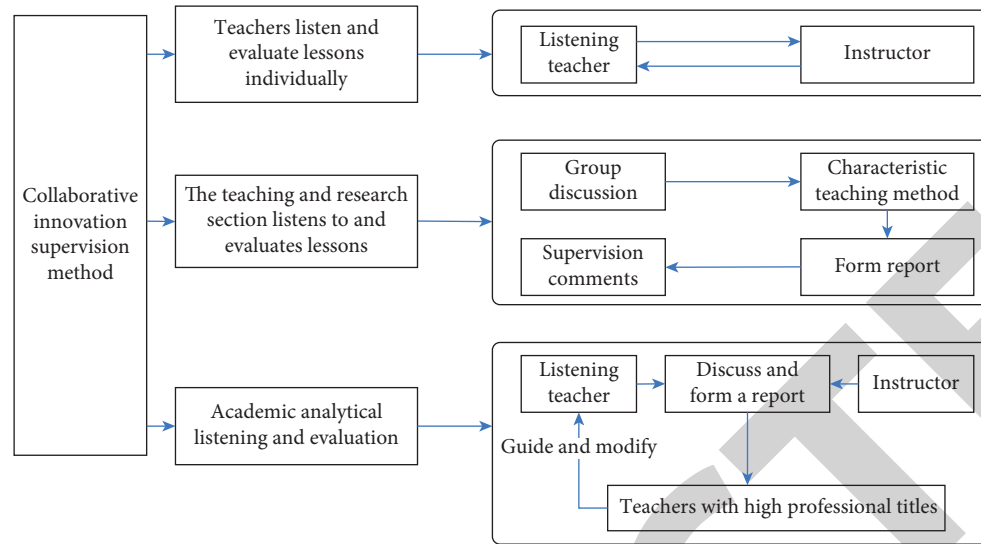 Collaborative
innovation
supervision
method
Teachers listen and
evaluate lessons
individually
Listening
teacher
Instructor
The teaching and research
section listens to and
evaluates lessons
Group
discussion
Characteristic
teaching method
Supervision
comments
Form report
Academic analytical
listening and evaluation
Listening
teacher
Discuss and
form a report
Instructor
Guide and modify
Teachers with high professional titles